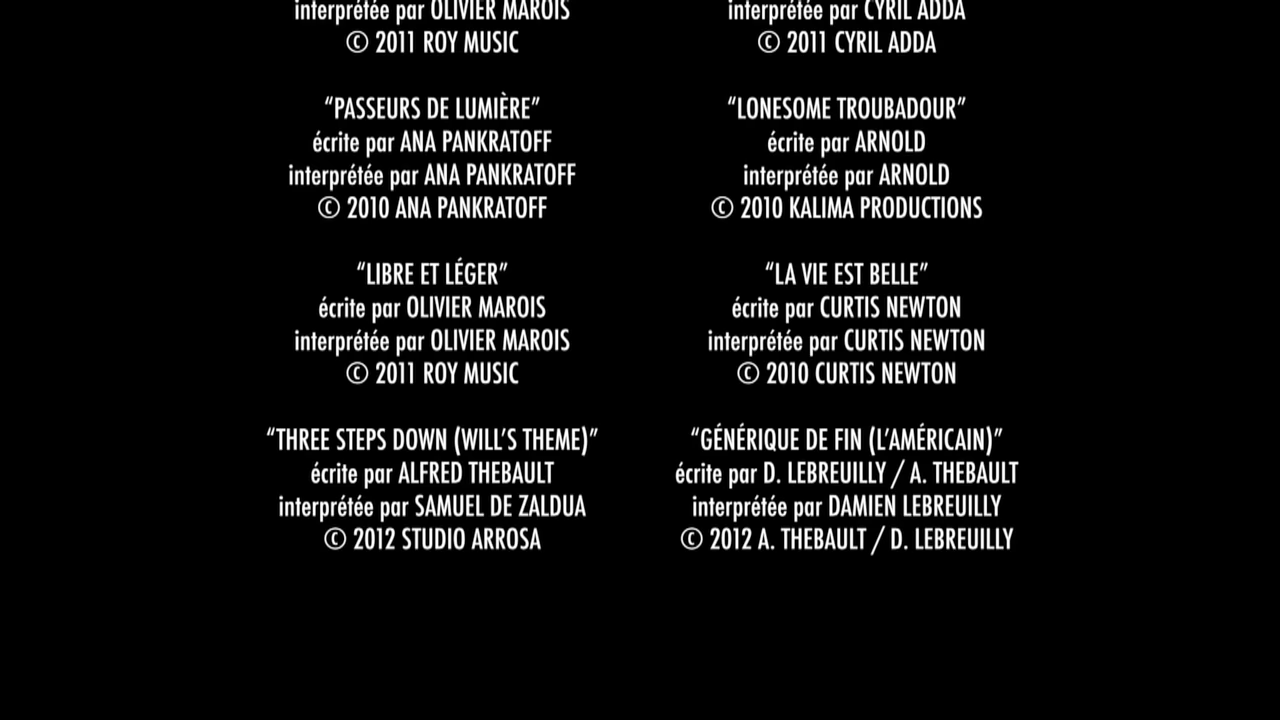 interprétée par OLIVIER MAROIS
© 2011 ROY MUSIC
“PASSEURS DE LUMIÈRE”
écrite par ANA PANKRATOFF
interprétée par ANA PANKRATOFF
© 2010 ANA PANKRATOFF
“LIBRE ET LÉGER”
écrite par OLIVIER MAROIS
interprétée par OLIVIER MAROIS
© 2011 ROY MUSIC
“THREE STEPS DOWN (WILL’S THEME)”
écrite par ALFRED THEBAULT
interprétée par SAMUEL DE ZALDUA
© 2012 STUDIO ARROSA
interprétée par CYRIL ADDA
© 2011 CYRIL ADDA
“LONESOME TROUBADOUR”
écrite par ARNOLD
interprétée par ARNOLD
© 2010 KALIMA PRODUCTIONS
“LA VIE EST BELLE”
écrite par CURTIS NEWTON
interprétée par CURTIS NEWTON
© 2010 CURTIS NEWTON
“GÉNÉRIQUE DE FIN (L’AMÉRICAIN)”
écrite par D. LEBREUILLY / A. THEBAULT
interprétée par DAMIEN LEBREUILLY
© 2012 A. THEBAULT / D. LEBREUILLY